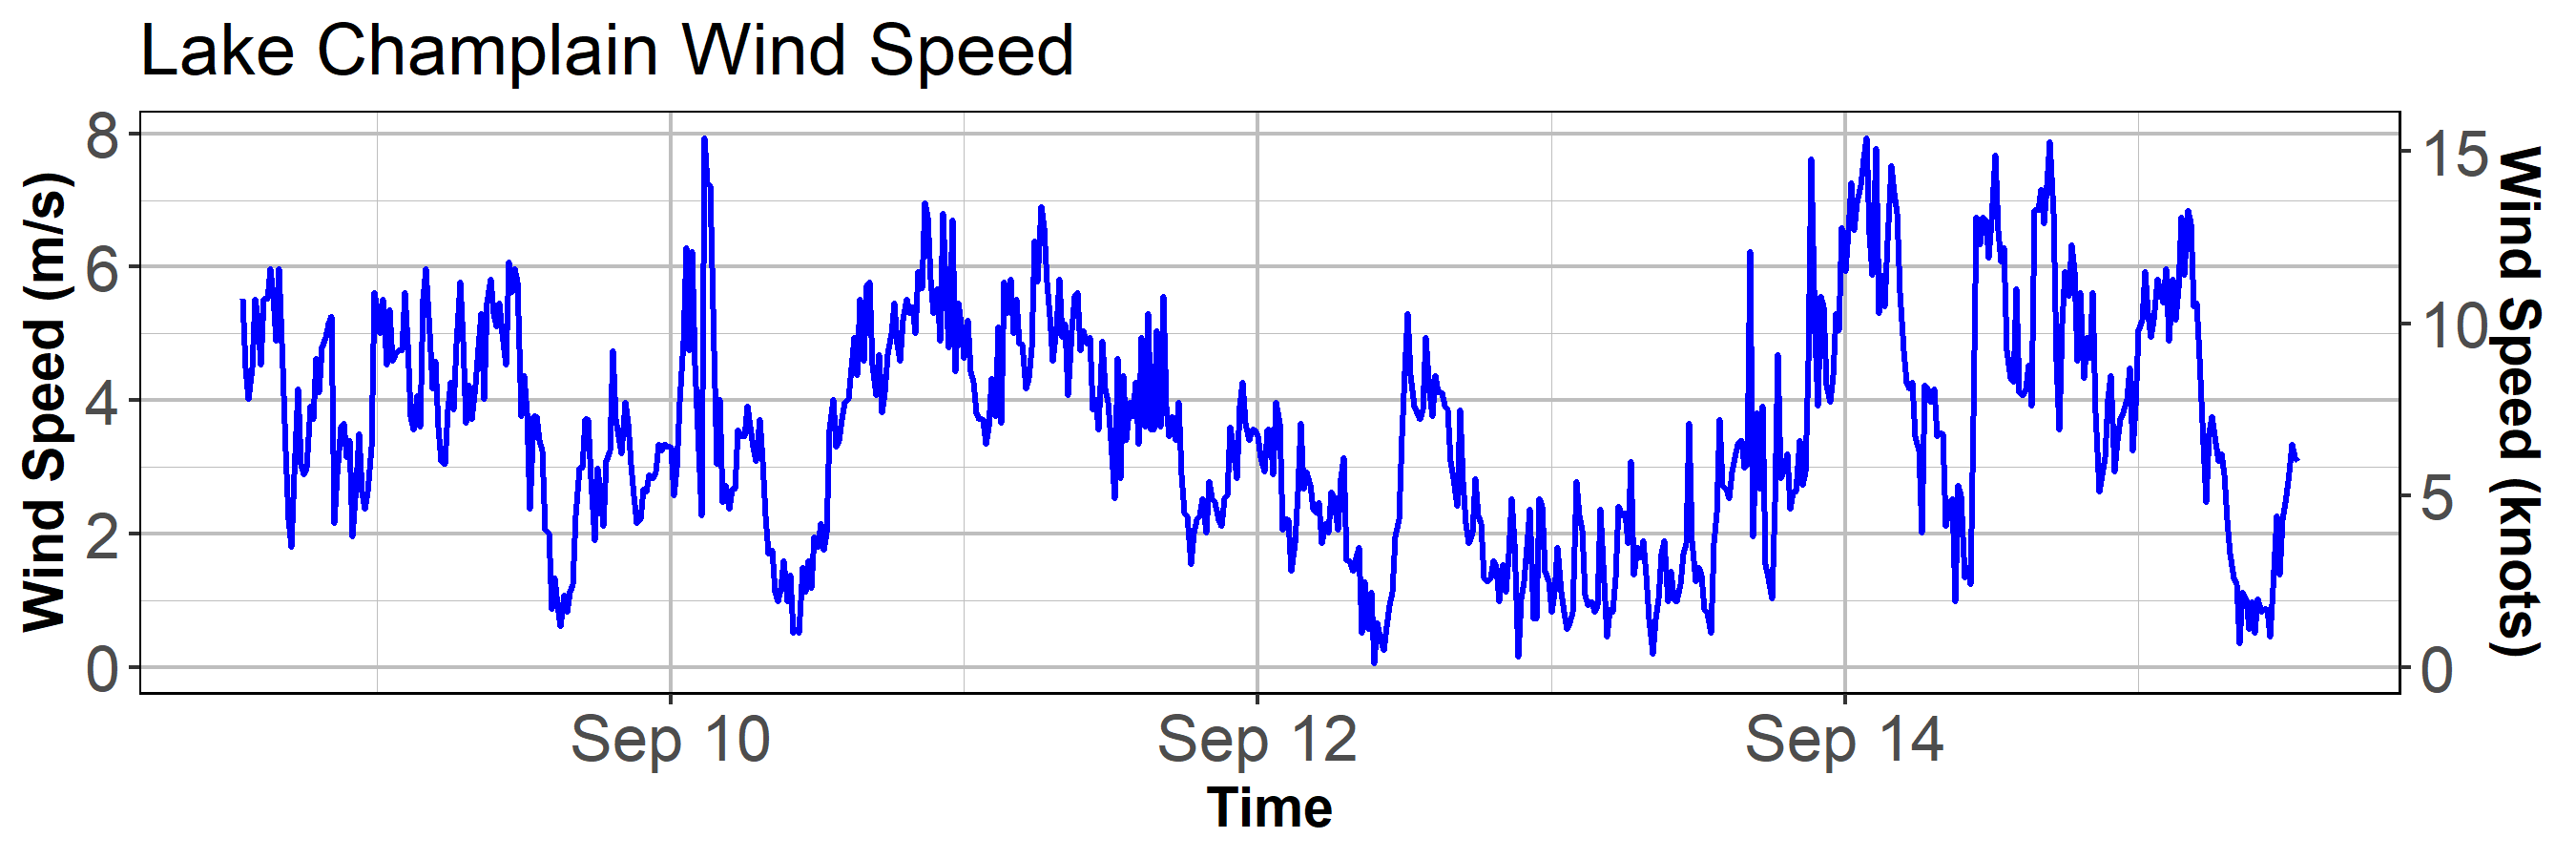 Lake Champlain Wind Speed
Wind Speed (m/s)
8
6
4
2
0
15
10
5
0
Wind Speed (knots)
Sep 10
Sep 12
Sep 14
Time